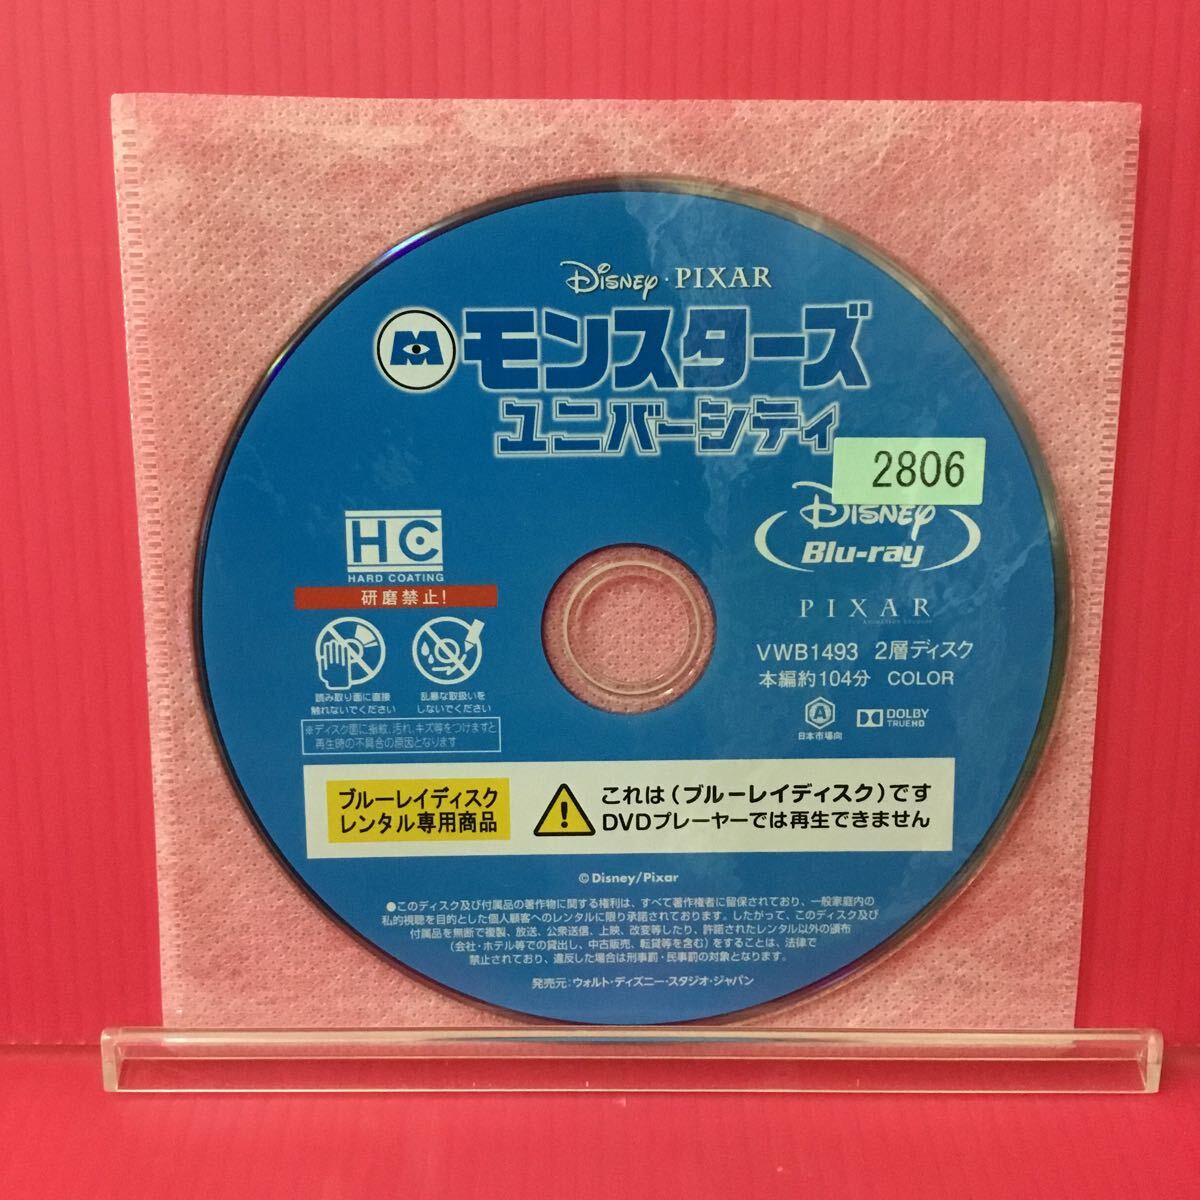 Disney・PIXAR
モンスターズ
ユニバーシティ
2806
Disney
Blu-ray
HC
HARD COATING
研磨禁止!
読み取り面に直接
触れないでください
乱暴な取扱いを
しないでください
※ディスク面に指紋,汚れ,キズ等をつけますと
再生時の不具合の原因となります
PIXAR
ANIMATION STUDIOS
VWB1493 2層ディスク
本編約104分 COLOR
A
日本市場向
DOLBY
TRUEHD
ブルーレイディスク
レンタル専用商品
これは(ブルーレイディスク)です
DVDプレーヤーでは再生できません
©Disney/Pixar
●このディスク及び付属品の著作物に関する権利は、すべて著作権者に留保されており、一般家庭内の
私的視聴を目的とした個人顧客へのレンタルに限り承諾されております。したがって、このディスク及び
付属品を無断で複製、放送、公衆送信、上映、改変等したり、許諾されたレンタル以外の頒布
(会社・ホテル等での貸出し、中古販売、転貸等を含む)をすることは、法律で
禁止されており、違反した場合は刑事罰・民事罰の対象となります。
発売元:ウォルト・ディズニー・スタジオ・ジャパン